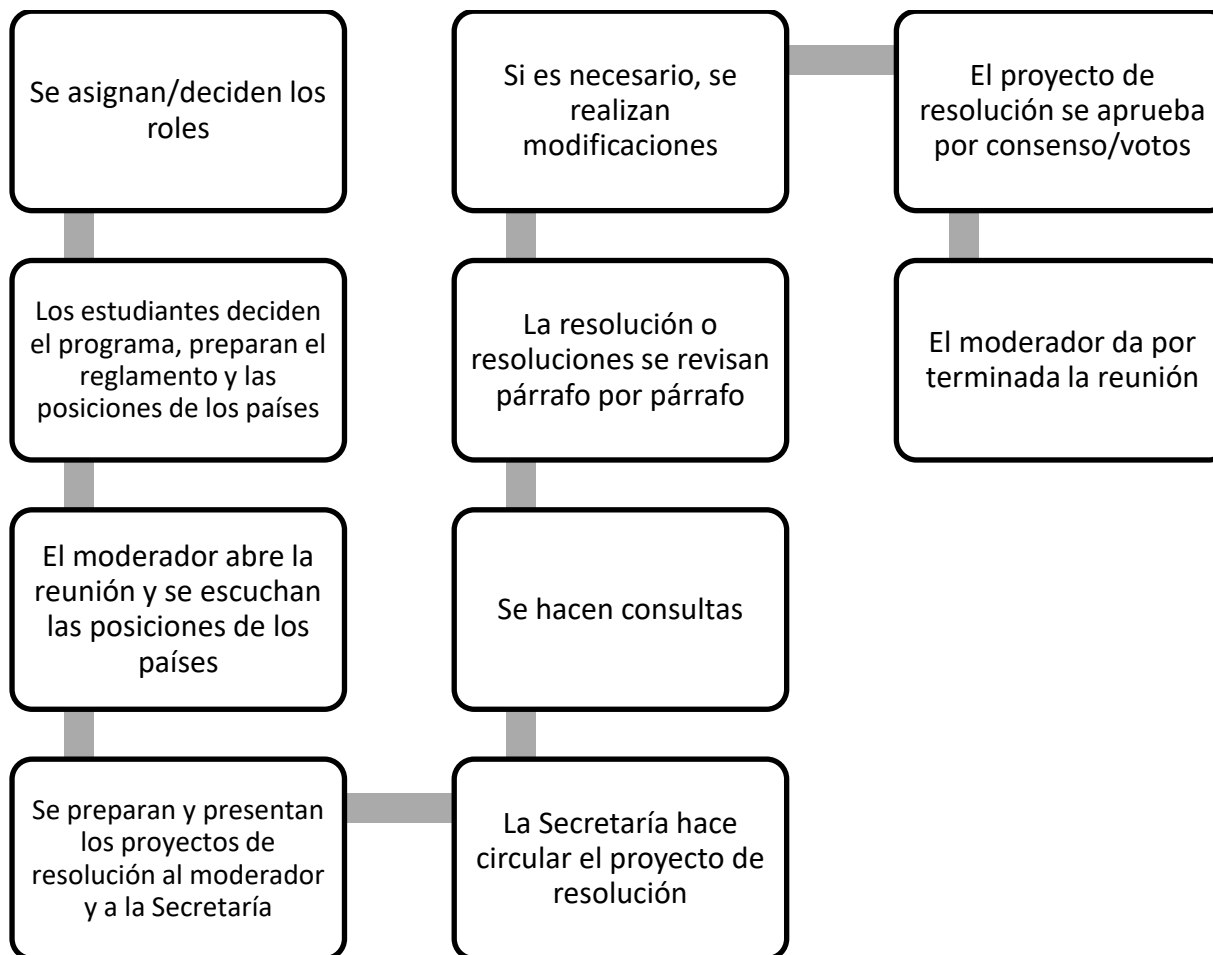 Se asignan/deciden los
roles
Los estudiantes deciden
el programa, preparan el
reglamento y las
posiciones de los países
El moderador abre la
reunión y se escuchan
las posiciones de los
países
Se preparan y presentan
los proyectos de
resolución al moderador
y a la Secretaría
La Secretaría hace
circular el proyecto de
resolución
Se hacen consultas
La resolución o
resoluciones se revisan
párrafo por párrafo
Si es necesario, se
realizan
modificaciones
El proyecto de
resolución se aprueba
por consenso/votos
El moderador da por
terminada la reunión